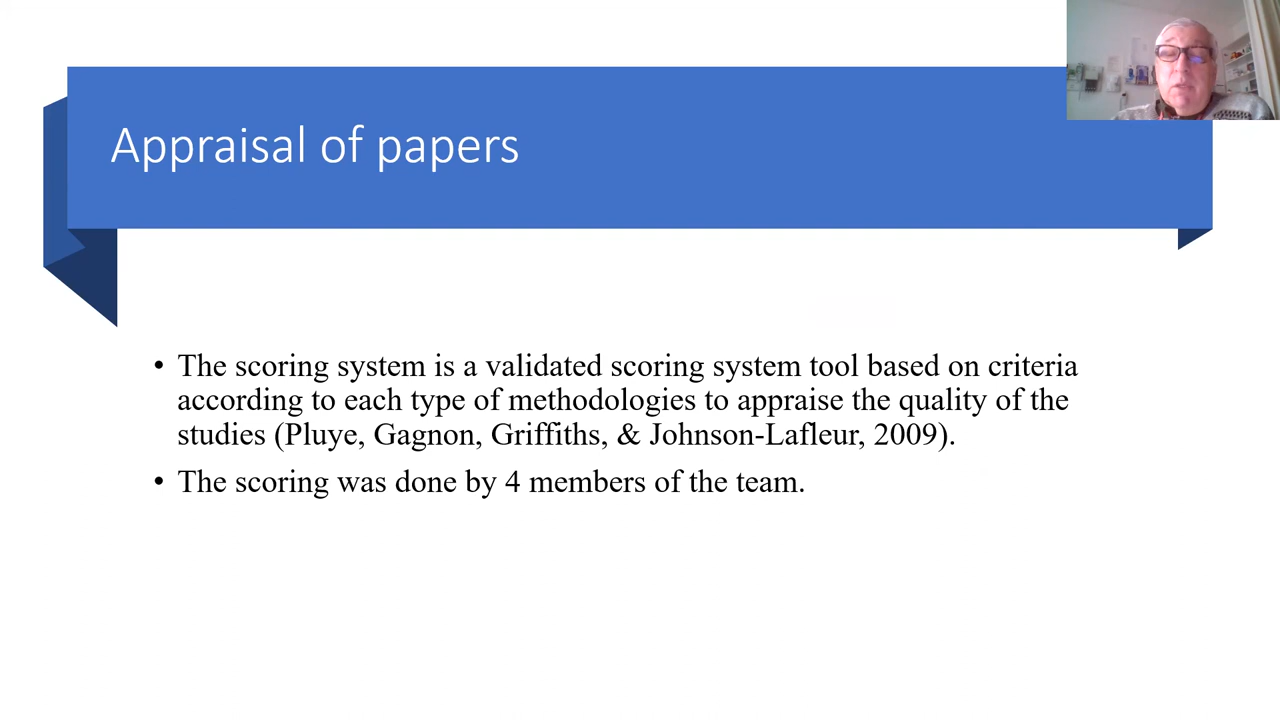 Appraisal of papers
• The scoring system is a validated scoring system tool based on criteria
according to each type of methodologies to appraise the quality of the
studies (Pluye, Gagnon, Griffiths, & Johnson-Lafleur, 2009).
• The scoring was done by 4 members of the team.